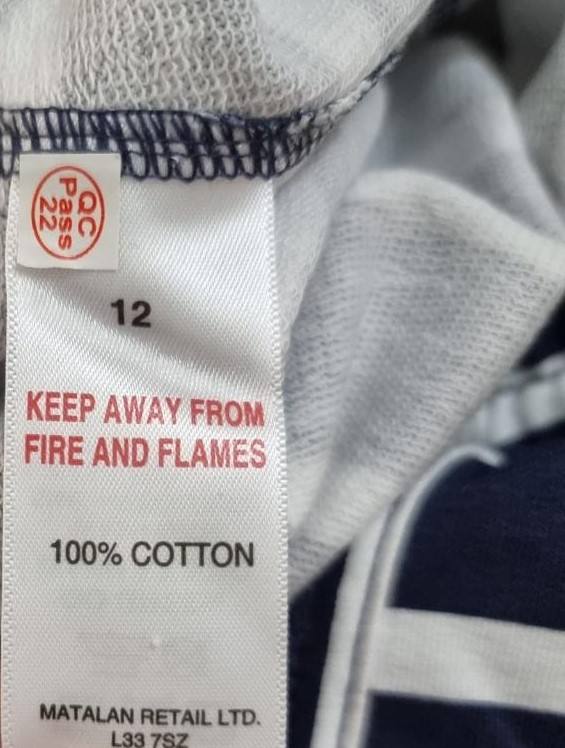 QC
Pass
22
12
KEEP AWAY FROM
FIRE AND FLAMES
100% COTTON
MATALAN RETAIL LTD.
L33 7SZ